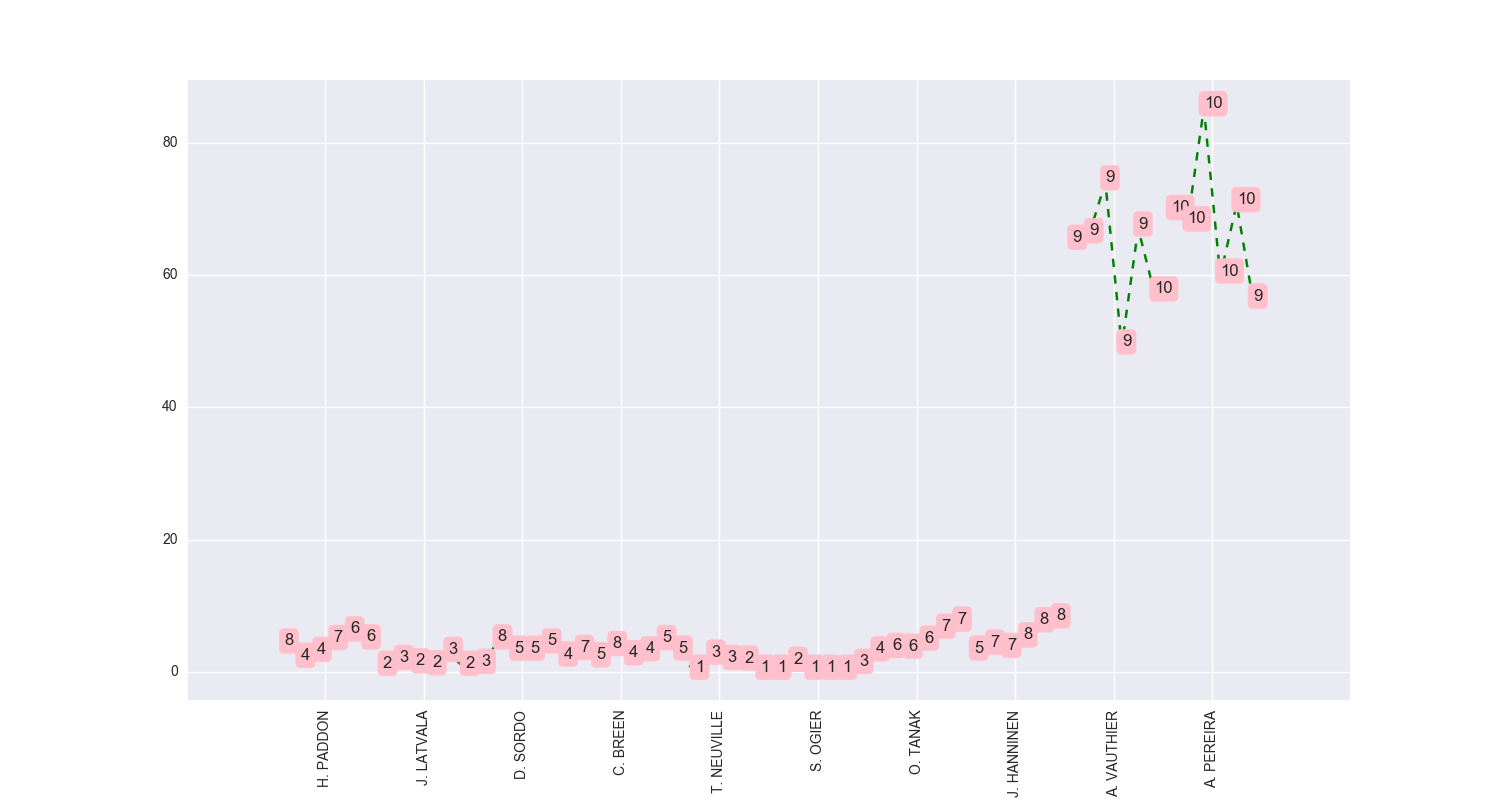 10
80
9
10
10
10
9
9
9
10
60
10
9
9
40
20
0
8 4 4 7 6 6 2 3 2 2 3 2 3 8 5 5 5 4 7 5 8 4 4 5 5 1 3 3 2 1 1 2 1 1 1 3 4 6 6 6 7 7 5 7 7 8 8 8
H. PADDON
J. LATVALA
D. SORDO
C. BREEN
T. NEUVILLE
S. OGIER
O. TANAK
J. HANNINEN
A. VAUTHIER
A. PEREIRA